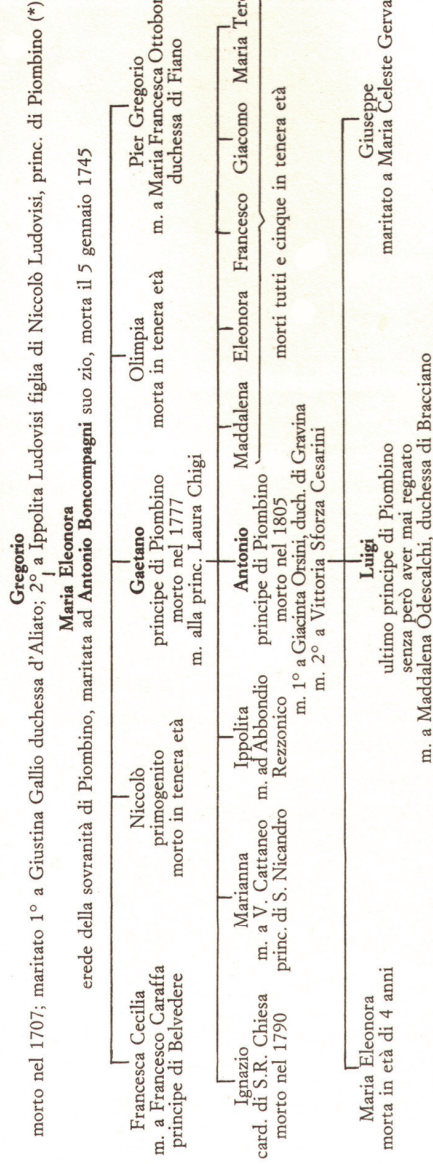 Gregorio
morto nel 1707; maritato 1° a Giustina Gallio duchessa d'Aliato; 2° a Ippolita Ludovisi figlia di Niccolò Ludovisi, princ. di Piombino (*)
Maria Eleonora
erede della sovranità di Piombino, maritata ad Antonio Boncompagni suo zio, morta il 5 gennaio 1745
Francesca Cecilia
m. a Francesco Caraffa
principe di Belvedere
Niccolò
primogenito
morto in tenera età
Gaetano
principe di Piombino
morto nel 1777
m. alla princ. Laura Chigi
Olimpia
morta in tenera età
Pier Gregorio
m. a Maria Francesca
duchessa di Fiano
Ignazio
card. di S.R. Chiesa
morto nel 1790
Marianna
m. a V. Cattaneo
princ. di S. Nicandro
Ippolita
m. ad Abbondio
Rezzonico
Antonio
principe di Piombino
morto nel 1805
m. 1° a Giacinta Orsini, duch. di Gravina
m. 2° a Vittoria Sforza Cesarini
Maddalena Eleonora Francesco Giacomo Maria
morti tutti e cinque in tenera età
Maria Eleonora
morta in età di 4 anni
Luigi
ultimo principe di Piombino
senza però aver mai regnato
m. a Maddalena Odescalchi, duchessa di Bracciano
Giuseppe
maritato a Maria Celeste